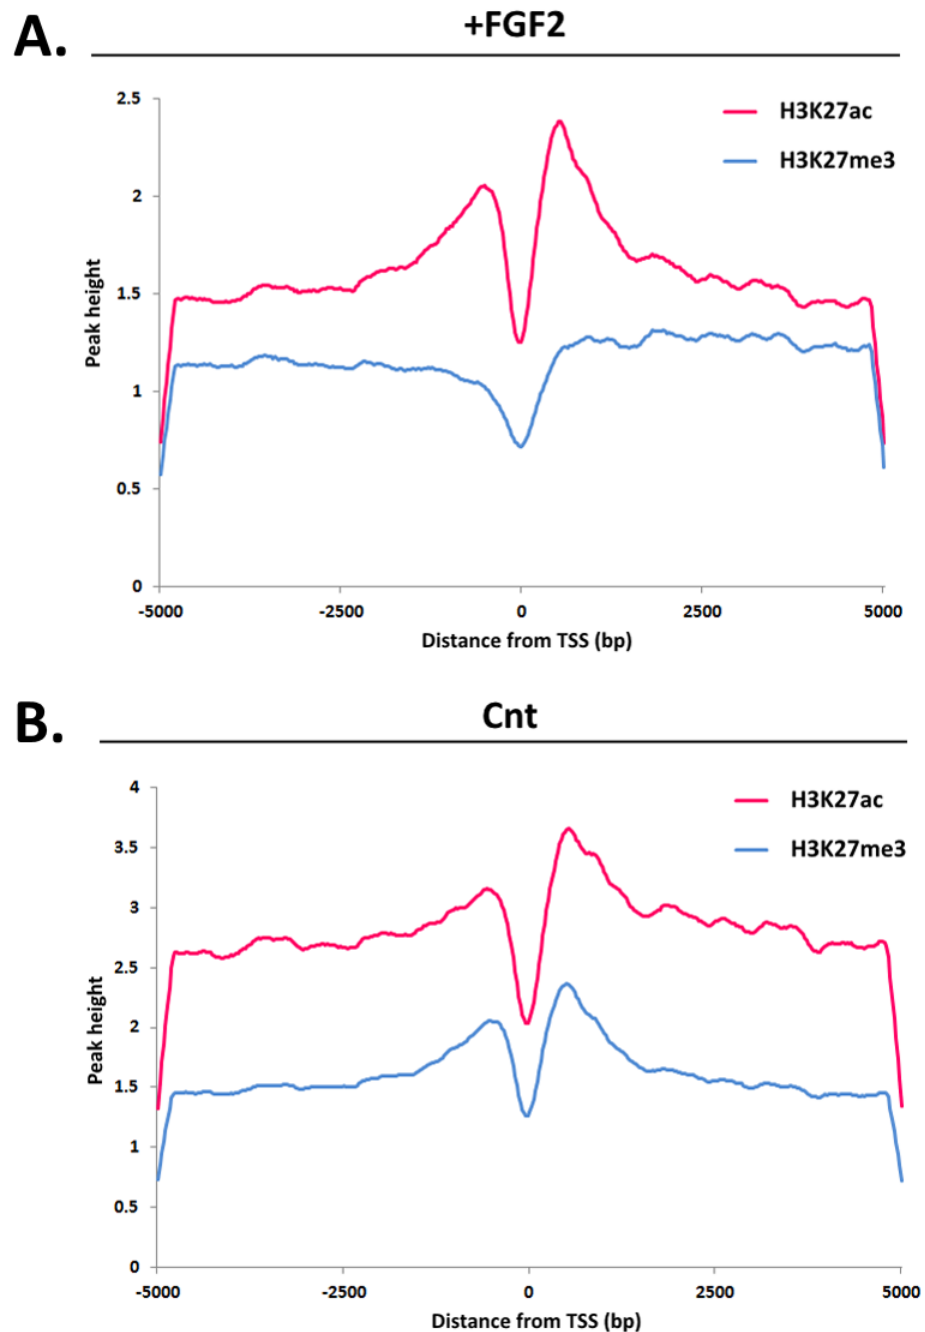 A.
+FGF2
2.5
2
1.5
1
0.5
0
Peak height
H3K27ac
H3K27me3
-5000 -2500 0 2500 5000
Distance from TSS (bp)
B.
Cnt
4
3.5
3
2.5
2
1.5
1
0.5
0
Peak height
H3K27ac
H3K27me3
-5000 -2500 0 2500 5000
Distance from TSS (bp)